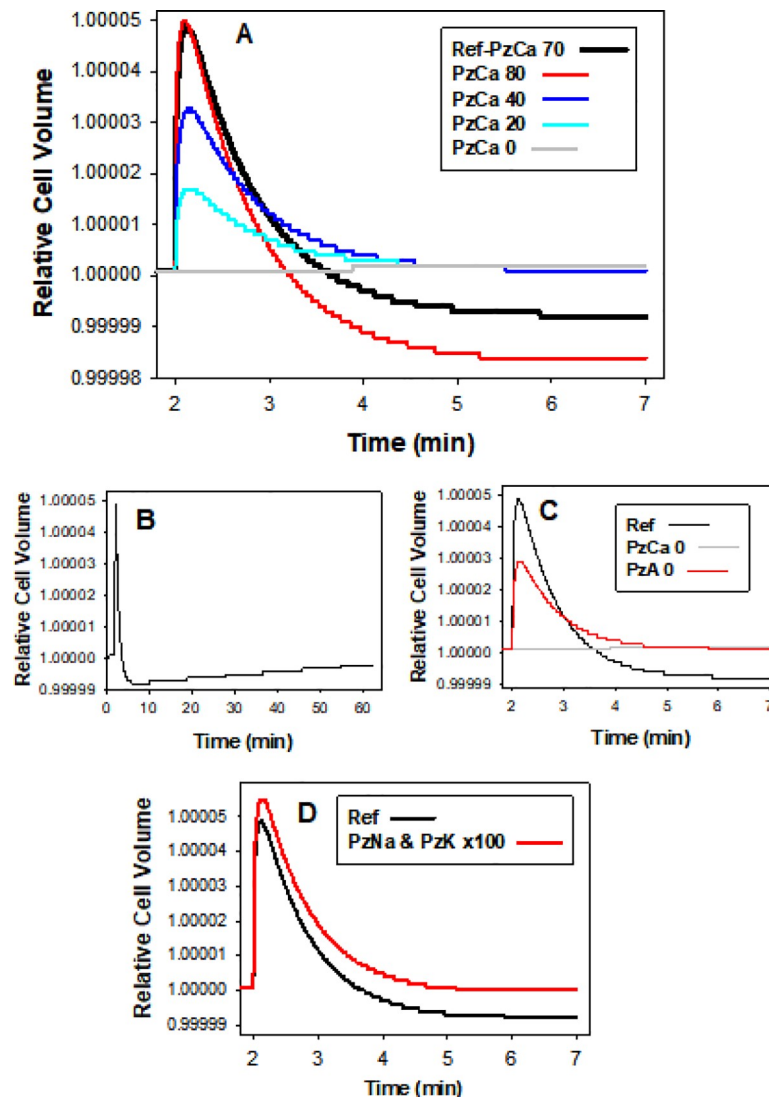 A
Ref-PzCa 70
PzCa 80
PzCa 40
PzCa 20
PzCa 0
Relative Cell Volume
1.00005
1.00004
1.00003
1.00002
1.00001
1.00000
0.99999
0.99998
2 3 4 5 6 7
Time (min)
B
Relative Cell Volume
1.00005
1.00004
1.00003
1.00002
1.00001
1.00000
0.99999
0 10 20 30 40 50 60
Time (min)
C
Ref
PzCa 0
PzA 0
Relative Cell Volume
1.00005
1.00004
1.00003
1.00002
1.00001
1.00000
0.99999
2 3 4 5 6 7
Time (min)
D
Ref
PzNa & PzK x100
Relative Cell Volume
1.00005
1.00004
1.00003
1.00002
1.00001
1.00000
0.99999
2 3 4 5 6 7
Time (min)